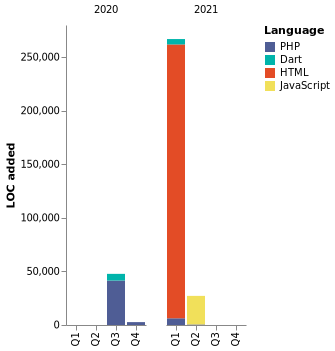 2020 2021
Language
PHP
Dart
HTML
JavaScript
LOC added
250,000
200,000
150,000
100,000
50,000
0
Q1 Q2 Q3 Q4 Q1 Q2 Q3 Q4